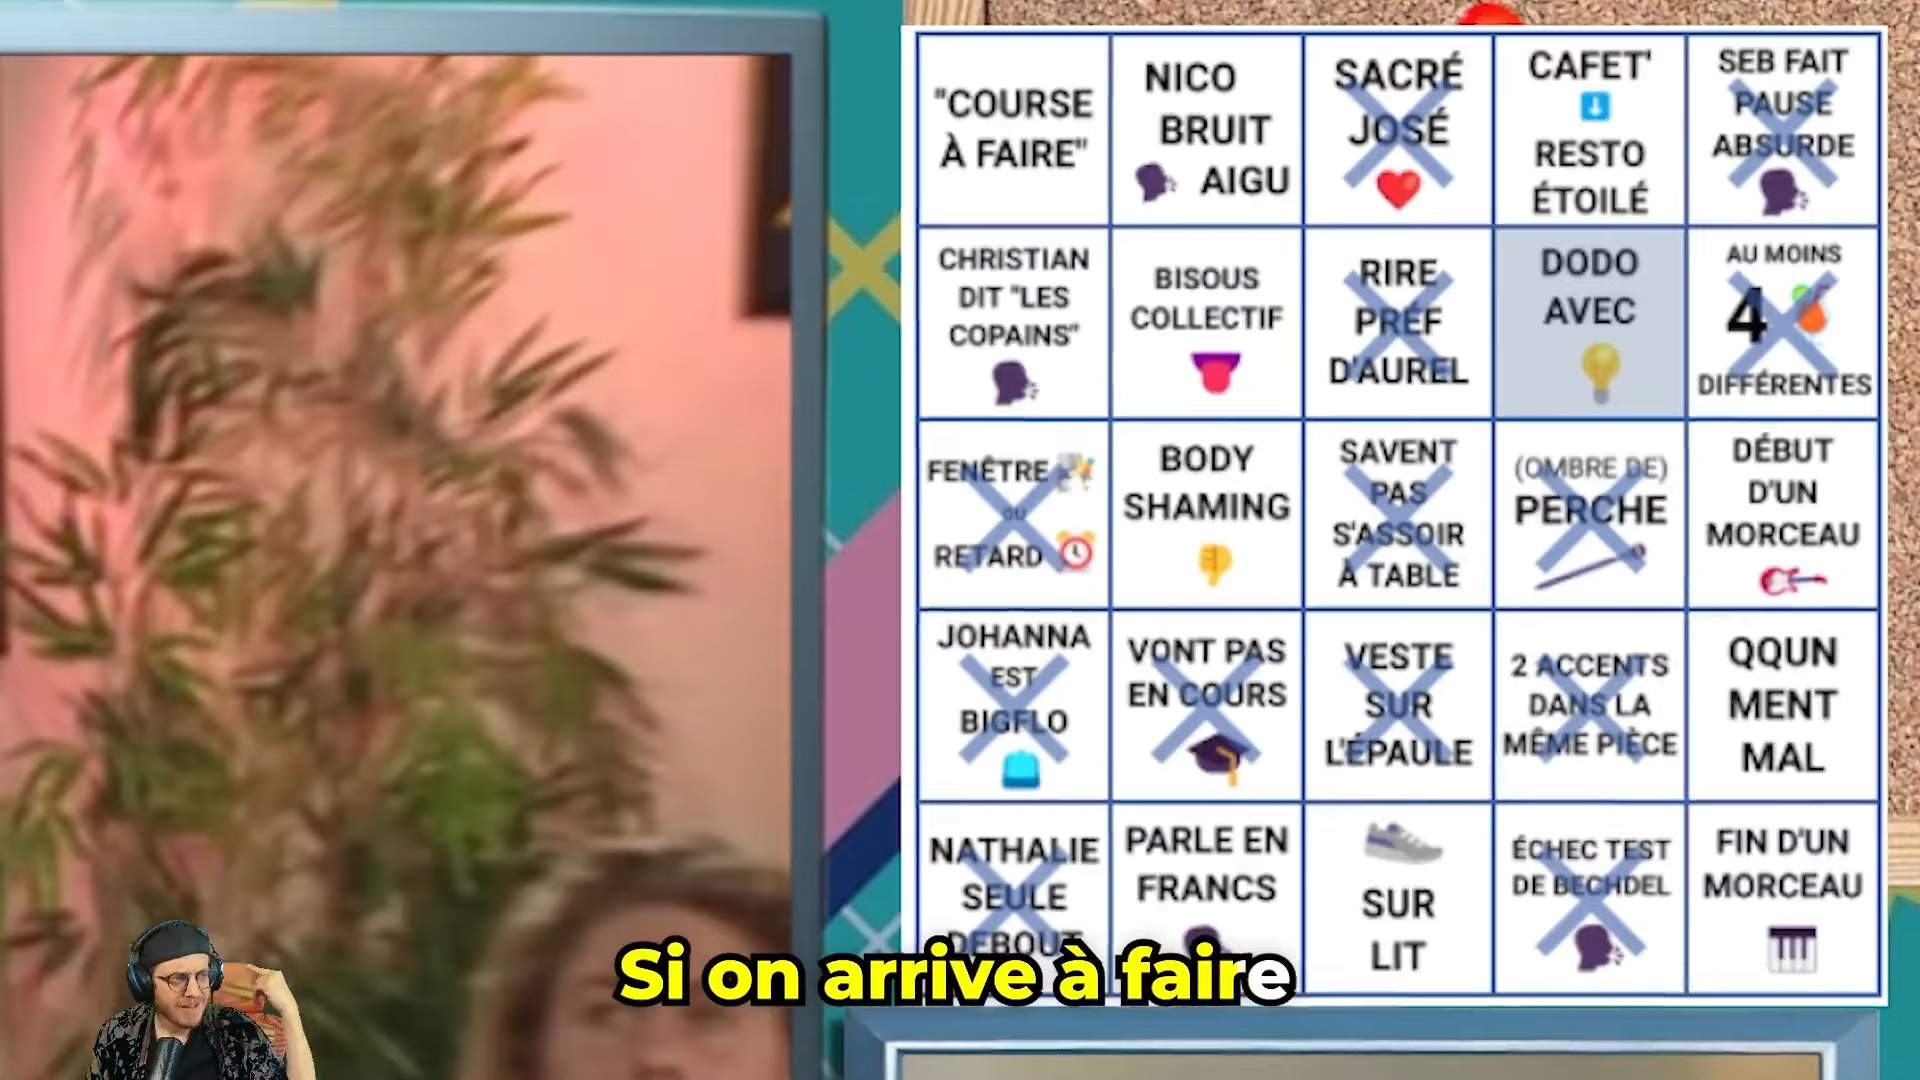 "COURSE
À FAIRE"
NICO
BRUIT
AIGU
SACRÉ
JOSÉ
CAFET'
RESTO
ÉTOILÉ
SEB FAIT
PAUSE
ABSURDE
CHRISTIAN
DIT "LES
COPAINS"
BISOUS
COLLECTIF
RIRE
PRÉF
D'AUREL
DODO
AVEC
AU MOINS
4
DIFFÉRENTES
FENÊTRE
OU
RETARD
BODY
SHAMING
SAVENT
PAS
S'ASSOIR
À TABLE
(OMBRE DE)
PERCHE
DÉBUT
D'UN
MORCEAU
JOHANNA
EST
BIGFLO
VONT PAS
EN COURS
VESTE
SUR
L'ÉPAULE
2 ACCENTS
DANS LA
MÊME PIÈCE
QQUN
MENT
MAL
NATHALIE
SEULE
DEBOUT
PARLE EN
FRANCS
SUR
LIT
ÉCHEC TEST
DE BECHDEL
FIN D'UN
MORCEAU
Si on arrive à faire